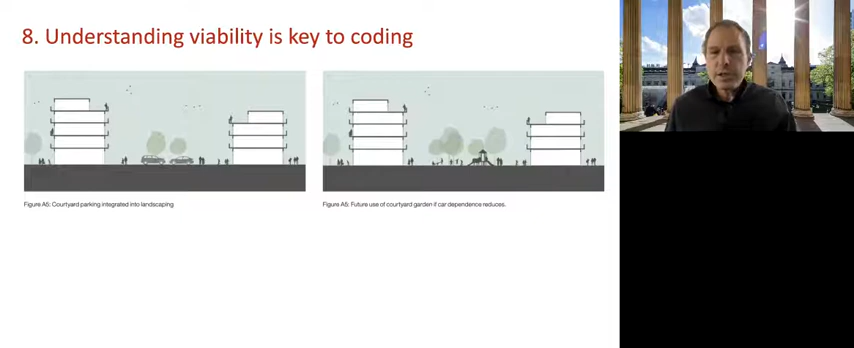 8. Understanding viability is key to coding
Figure A5: Courtyard parking integrated into landscaping
Figure A5: Future use of courtyard garden if car dependence reduces.